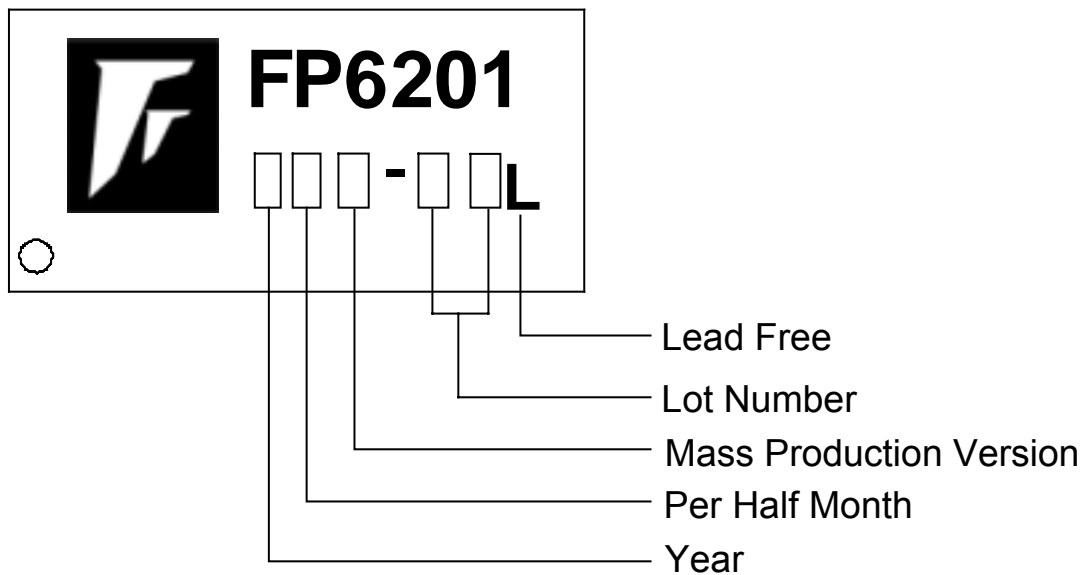 FP6201
- L
Lead Free
Lot Number
Mass Production Version
Per Half Month
Year